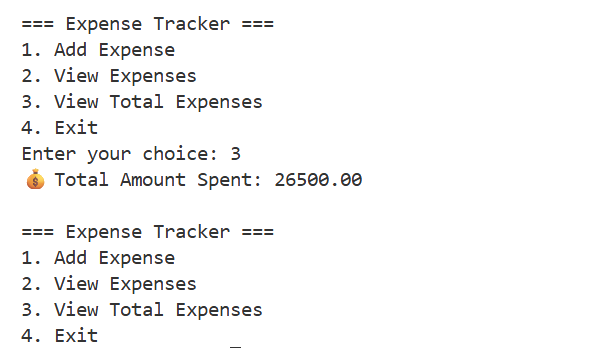 === Expense Tracker ===
1. Add Expense
2. View Expenses
3. View Total Expenses
4. Exit
Enter your choice: 3
💰 Total Amount Spent: 26500.00
=== Expense Tracker ===
1. Add Expense
2. View Expenses
3. View Total Expenses
4. Exit